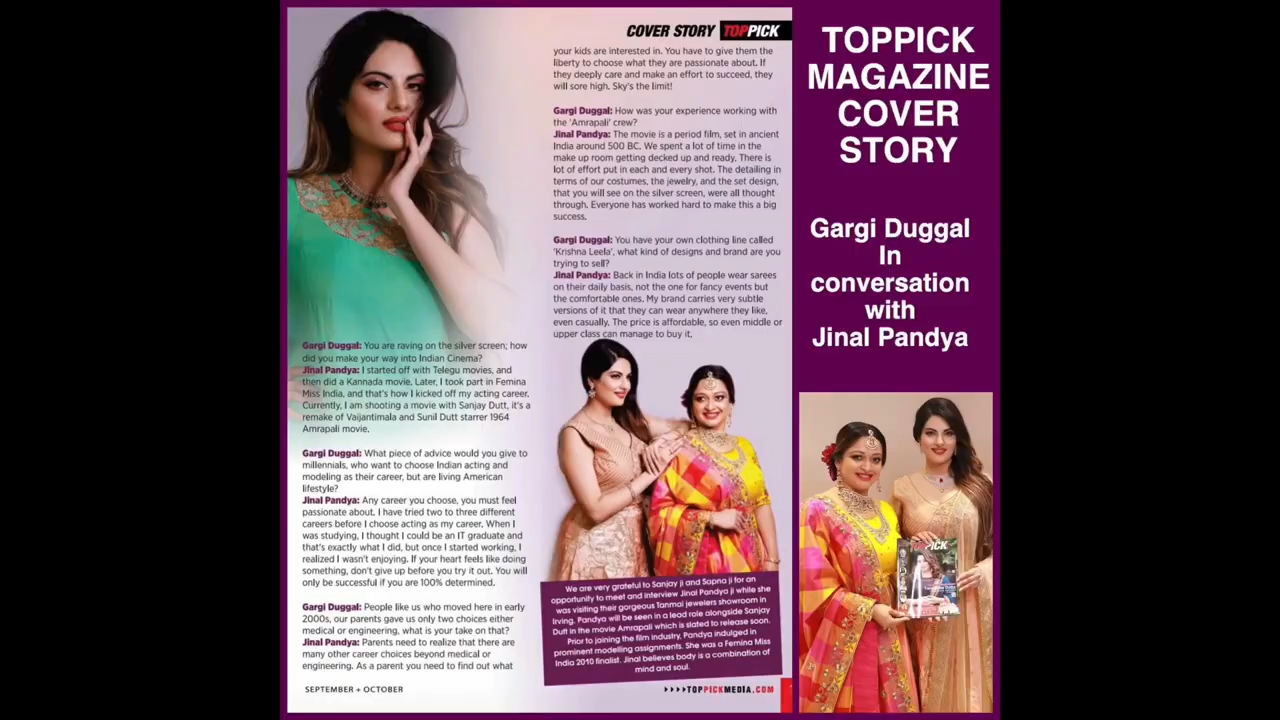 COVER STORY TOPPICK
your kids are interested in. You have to give them the
liberty to choose what they are passionate about. If
they deeply care and make an effort to succeed, they
will sore high. Sky's the limit!
Gargi Duggal: How was your experience working with
the 'Amrapali' crew?
Jinal Pandya: The movie is a period film, set in ancient
India around 500 BC. We spent a lot of time in the
make up room getting decked up and ready. There is
lot of effort put in each and every shot. The detailing in
terms of our costumes, the jewelry, and the set design,
that you will see on the silver screen, were all thought
through. Everyone has worked hard to make this a big
success.
Gargi Duggal: You have your own clothing line called
'Krishna Leela', what kind of designs and brand are you
trying to sell?
Jinal Pandya: Back in India lots of people wear sarees
on their daily basis, not the one for fancy events but
the comfortable ones. My brand carries very subtle
versions of it that they can wear anywhere they like,
even casually. The price is affordable, so even middle or
upper class can manage to buy it.
Gargi Duggal: You are raving on the silver screen; how
did you make your way into Indian Cinema?
Jinal Pandya: I started off with Telegu movies, and
then did a Kannada movie. Later, I took part in Femina
Miss India, and that's how I kicked off my acting career.
Currently, I am shooting a movie with Sanjay Dutt, it's a
remake of Vaijantimala and Sunil Dutt starrer 1964
Amrapali movie.
Gargi Duggal: What piece of advice would you give to
millennials, who want to choose Indian acting and
modeling as their career, but are living American
lifestyle?
Jinal Pandya: Any career you choose, you must feel
passionate about. I have tried two to three different
careers before I choose acting as my career. When I
was studying, I thought I could be an IT graduate and
that's exactly what I did, but once I started working, I
realized I wasn't enjoying. If your heart feels like doing
something, don't give up before you try it out. You will
only be successful if you are 100% determined.
Gargi Duggal: People like us who moved here in early
2000s, our parents gave us only two choices either
medical or engineering, what is your take on that?
Jinal Pandya: Parents need to realize that there are
many other career choices beyond medical or
engineering. As a parent you need to find out what
We are very grateful to Sanjay ji and Sapna ji for an
opportunity to meet and interview Jinal Pandya ji while she
was visiting their gorgeous Tanmai jewelers showroom in
Irving. Pandya will be seen in a lead role alongside Sanjay
Dutt in the movie Amrapali which is slated to release soon.
Prior to joining the film industry, Pandya indulged in
prominent modelling assignments. She was a Femina Miss
India 2010 finalist. Jinal believes body is a combination of
mind and soul.
SEPTEMBER + OCTOBER
TOPPICKMEDIA.COM
TOPPICK
MAGAZINE
COVER
STORY
Gargi Duggal
In
conversation
with
Jinal Pandya
TOPPICK